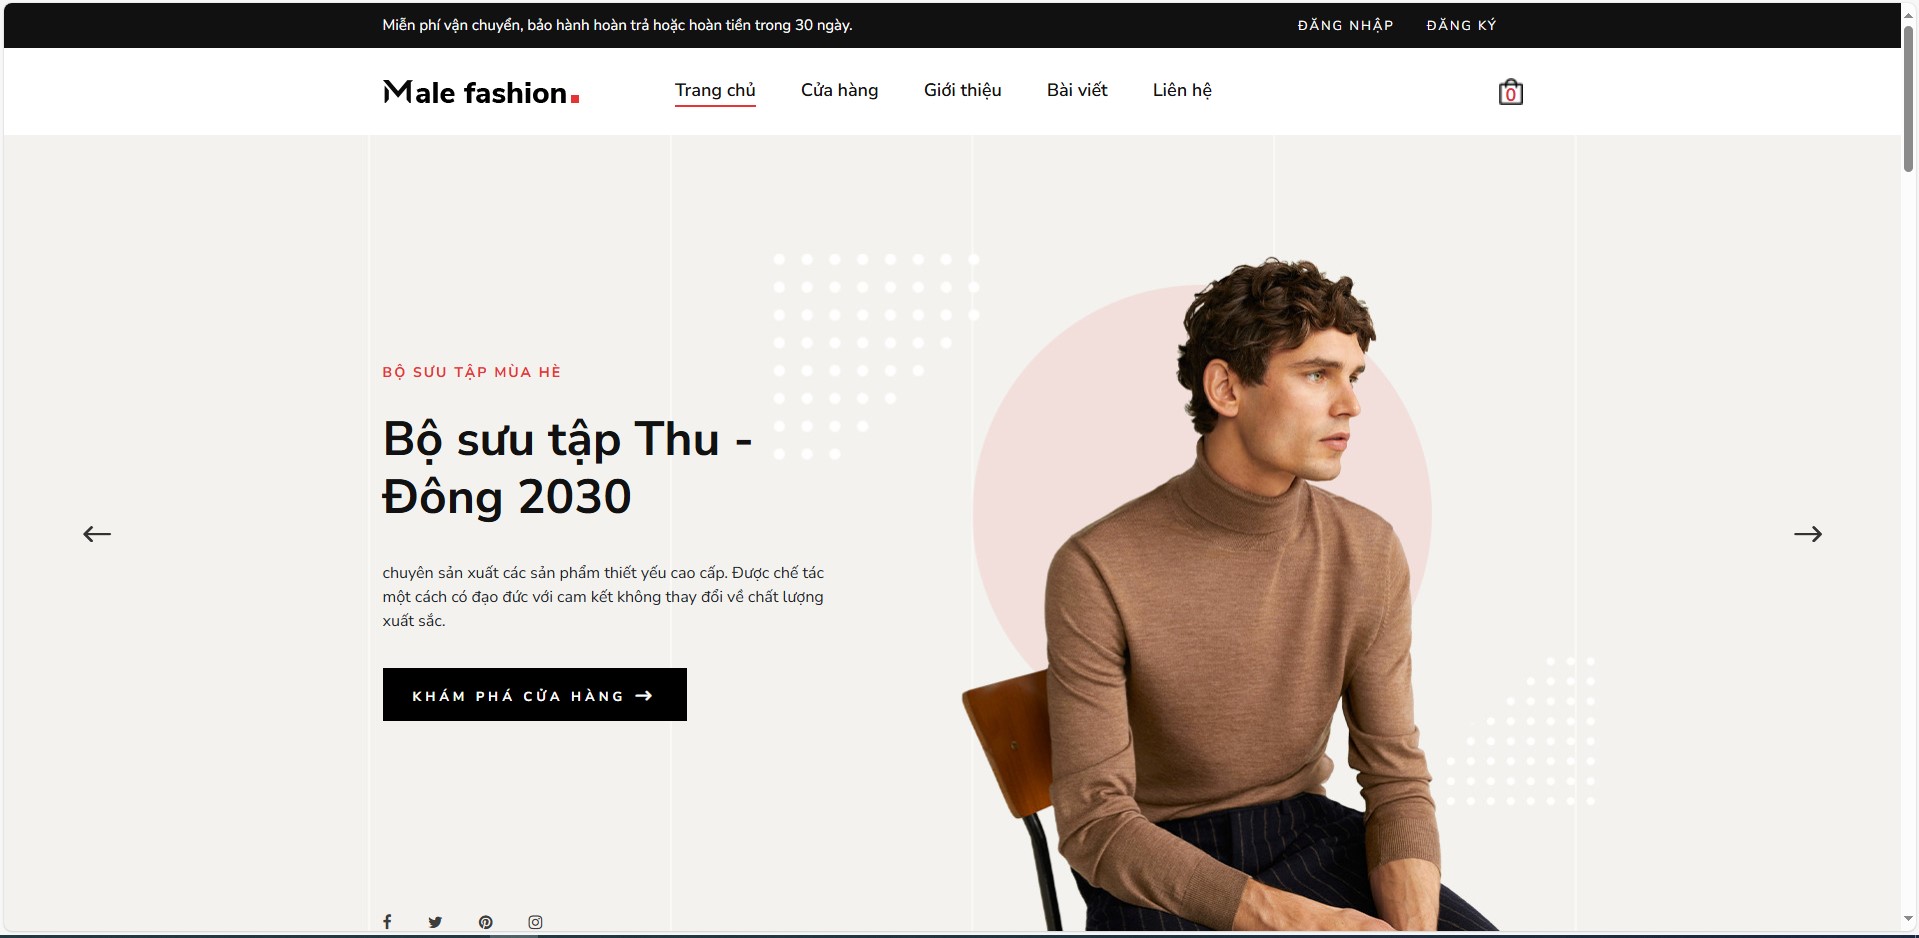 Miễn phí vận chuyển, bảo hành hoàn trả hoặc hoàn tiền trong 30 ngày.
ĐĂNG NHẬP
ĐĂNG KÝ
Male fashion.
Trang chủ
Cửa hàng
Giới thiệu
Bài viết
Liên hệ
0
BỘ SƯU TẬP MÙA HÈ
Bộ sưu tập Thu -
Đông 2030
chuyên sản xuất các sản phẩm thiết yếu cao cấp. Được chế tác
một cách có đạo đức với cam kết không thay đổi về chất lượng
xuất sắc.
KHÁM PHÁ CỬA HÀNG